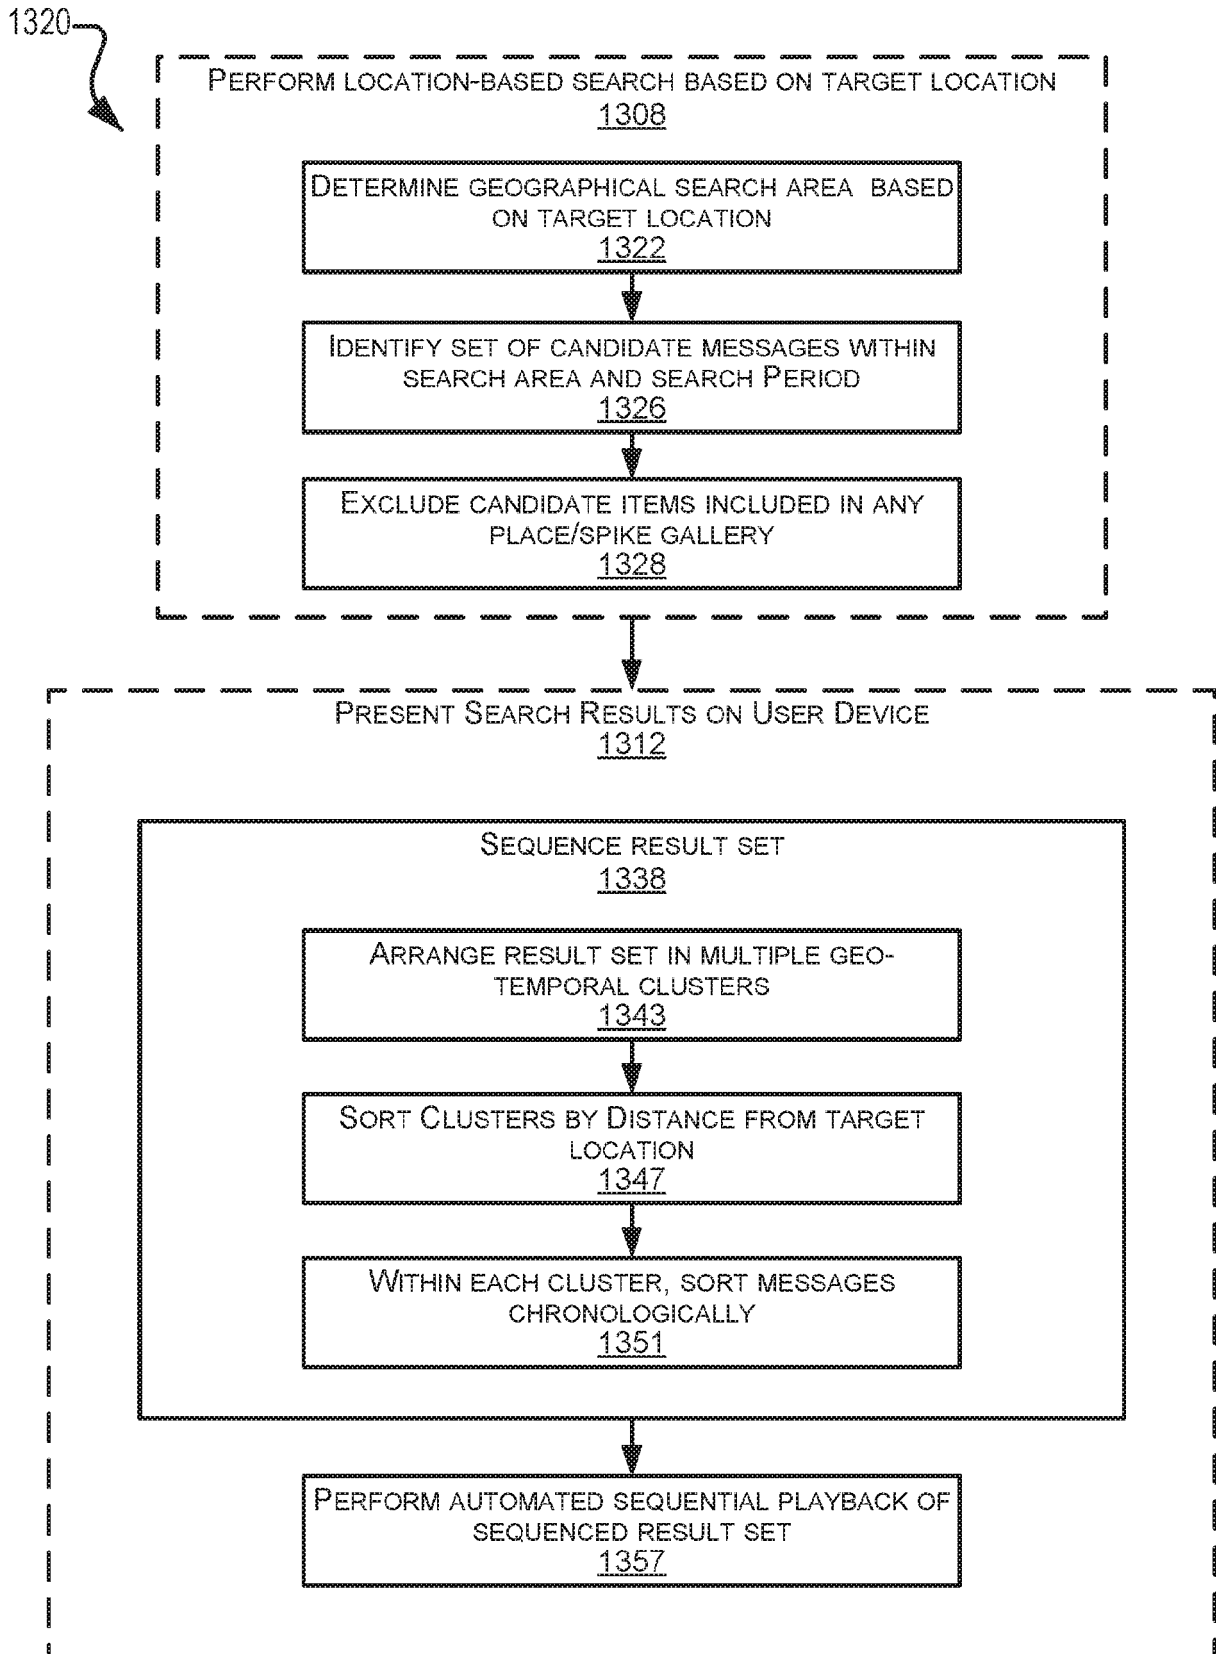 1320
PERFORM LOCATION-BASED SEARCH BASED ON TARGET LOCATION
1308
DETERMINE GEOGRAPHICAL SEARCH AREA BASED
ON TARGET LOCATION
1322
IDENTIFY SET OF CANDIDATE MESSAGES WITHIN
SEARCH AREA AND SEARCH PERIOD
1326
EXCLUDE CANDIDATE ITEMS INCLUDED IN ANY
PLACE/SPIKE GALLERY
1328
PRESENT SEARCH RESULTS ON USER DEVICE
1312
SEQUENCE RESULT SET
1338
ARRANGE RESULT SET IN MULTIPLE GEO-
TEMPORAL CLUSTERS
1343
SORT CLUSTERS BY DISTANCE FROM TARGET
LOCATION
1347
WITHIN EACH CLUSTER, SORT MESSAGES
CHRONOLOGICALLY
1351
PERFORM AUTOMATED SEQUENTIAL PLAYBACK OF
SEQUENCED RESULT SET
1357